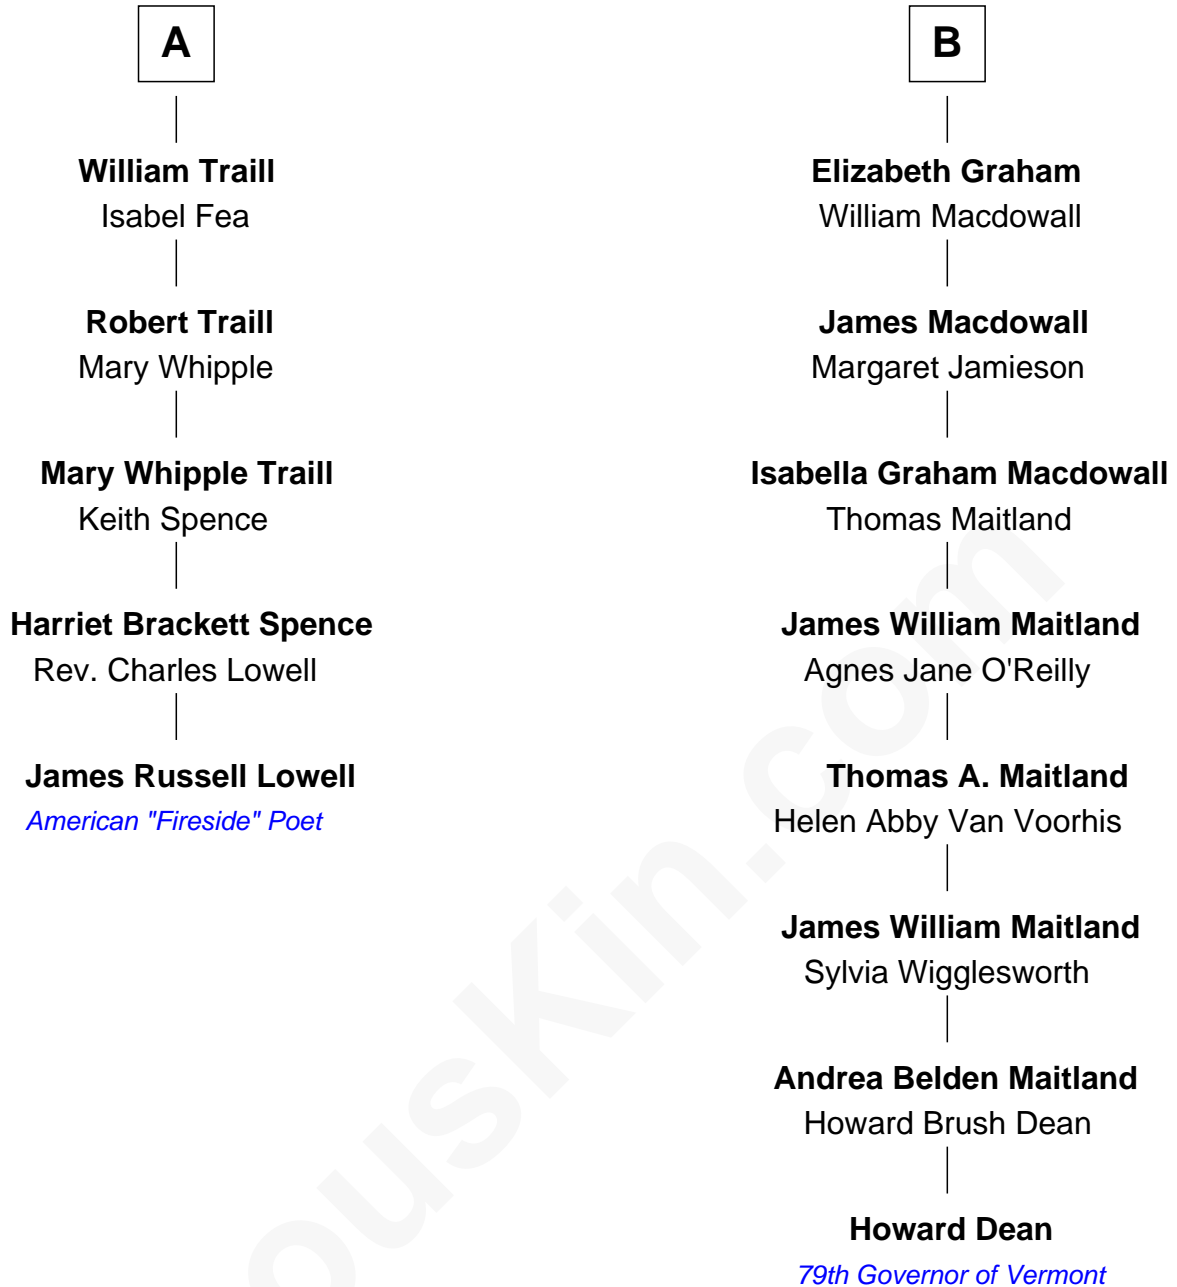 A
William Traill
Isabel Fea
Robert Traill
Mary Whipple
Mary Whipple Traill
Keith Spence
Harriet Brackett Spence
Rev. Charles Lowell
James Russell Lowell
American "Fireside" Poet
B
Elizabeth Graham
William Macdowall
James Macdowall
Margaret Jamieson
Isabella Graham Macdowall
Thomas Maitland
James William Maitland
Agnes Jane O'Reilly
Thomas A. Maitland
Helen Abby Van Voorhis
James William Maitland
Sylvia Wigglesworth
Andrea Belden Maitland
Howard Brush Dean
Howard Dean
79th Governor of Vermont
ousKin.com